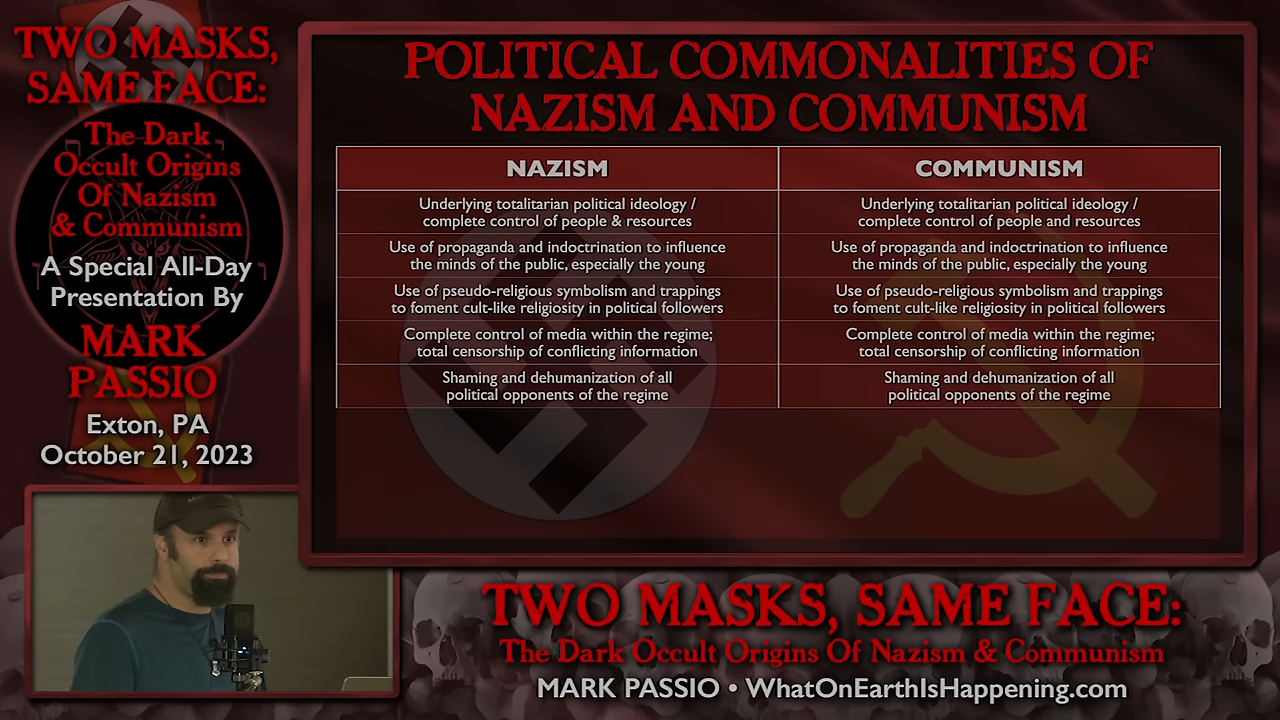 TWO MASKS,
SAME FACE:
The Dark
Occult Origins
Of Nazism
& Communism
A Special All-Day
Presentation By
MARK
PASSIO
Exton, PA
October 21, 2023
POLITICAL COMMONALITIES OF
NAZISM AND COMMUNISM
NAZISM
COMMUNISM
Underlying totalitarian political ideology /
complete control of people & resources
Underlying totalitarian political ideology /
complete control of people and resources
Use of propaganda and indoctrination to influence
the minds of the public, especially the young
Use of propaganda and indoctrination to influence
the minds of the public, especially the young
Use of pseudo-religious symbolism and trappings
to foment cult-like religiosity in political followers
Use of pseudo-religious symbolism and trappings
to foment cult-like religiosity in political followers
Complete control of media within the regime;
total censorship of conflicting information
Complete control of media within the regime;
total censorship of conflicting information
Shaming and dehumanization of all
political opponents of the regime
Shaming and dehumanization of all
political opponents of the regime
TWO MASKS, SAME FACE:
The Dark Occult Origins Of Nazism & Communism
MARK PASSIO • WhatOnEarthIsHappening.com